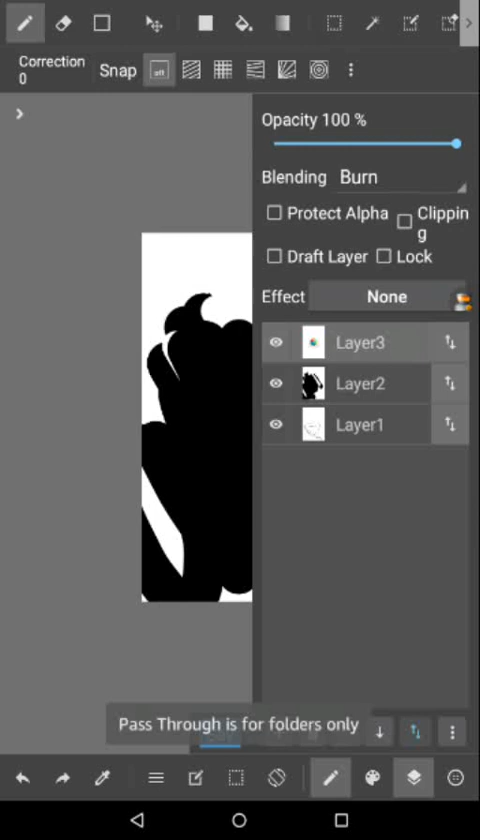 Correction
0
Snap
off
Opacity 100 %
Blending Burn
Protect Alpha
Clippin
g
Draft Layer
Lock
Effect None
Layer3
Layer2
Layer1
Pass Through is for folders only